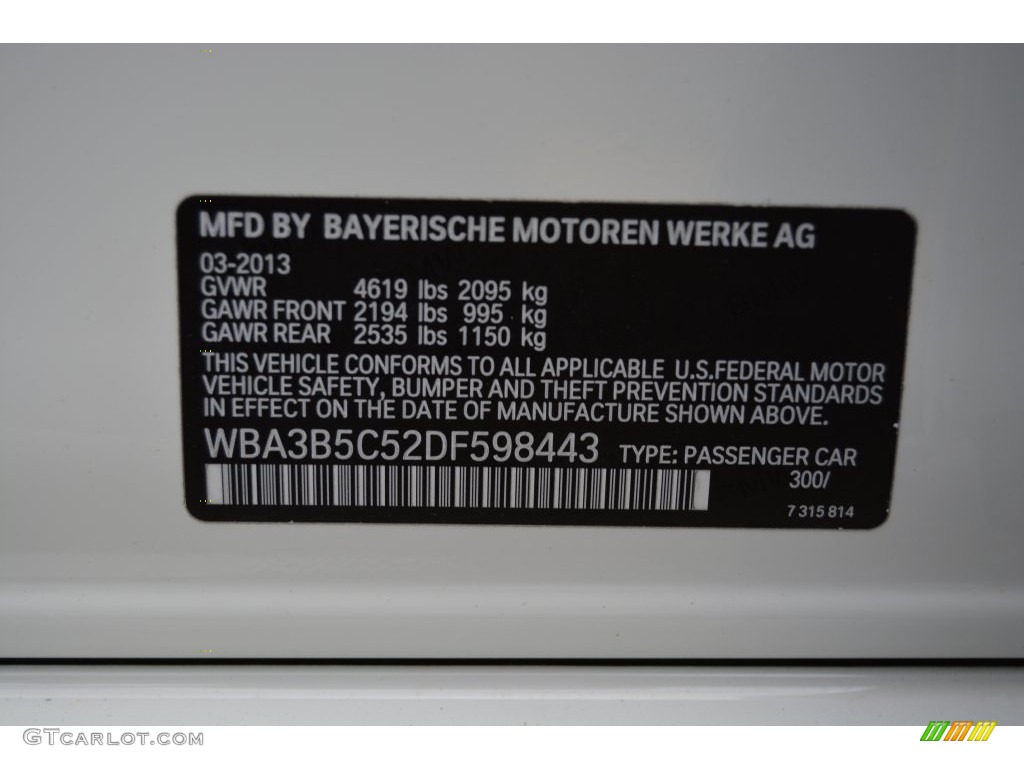 MFD BY BAYERISCHE MOTOREN WERKE AG
03-2013
GVWR 4619 lbs 2095 kg
GAWR FRONT 2194 lbs 995 kg
GAWR REAR 2535 lbs 1150 kg
THIS VEHICLE CONFORMS TO ALL APPLICABLE U.S.FEDERAL MOTOR
VEHICLE SAFETY, BUMPER AND THEFT PREVENTION STANDARDS
IN EFFECT ON THE DATE OF MANUFACTURE SHOWN ABOVE.
WBA3B5C52DF598443 TYPE: PASSENGER CAR
300/
7 315 814
GTCARLOT.COM